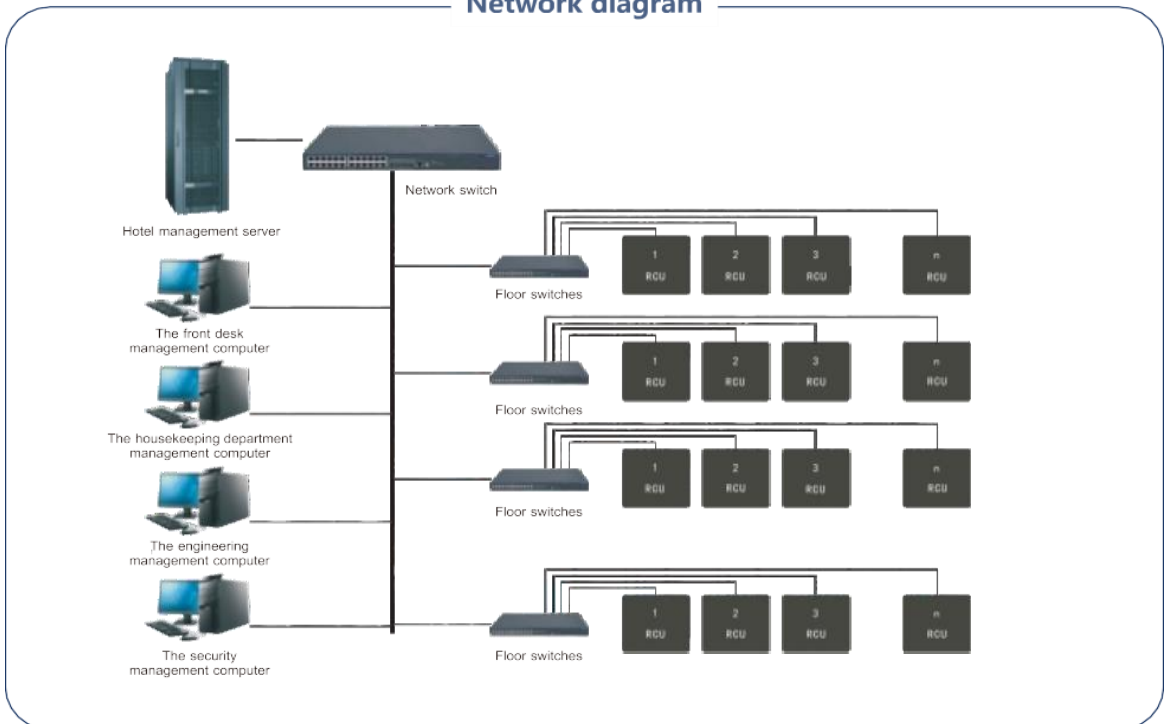 Network diagram
Network switch
Hotel management server
1
RCU
2
RCU
3
RCU
n
RCU
Floor switches
The front desk
management computer
1
RCU
2
RCU
3
RCU
n
RCU
Floor switches
The housekeeping department
management computer
1
RCU
2
RCU
3
RCU
n
RCU
Floor switches
The engineering
management computer
1
RCU
2
RCU
3
RCU
n
RCU
Floor switches
The security
management computer